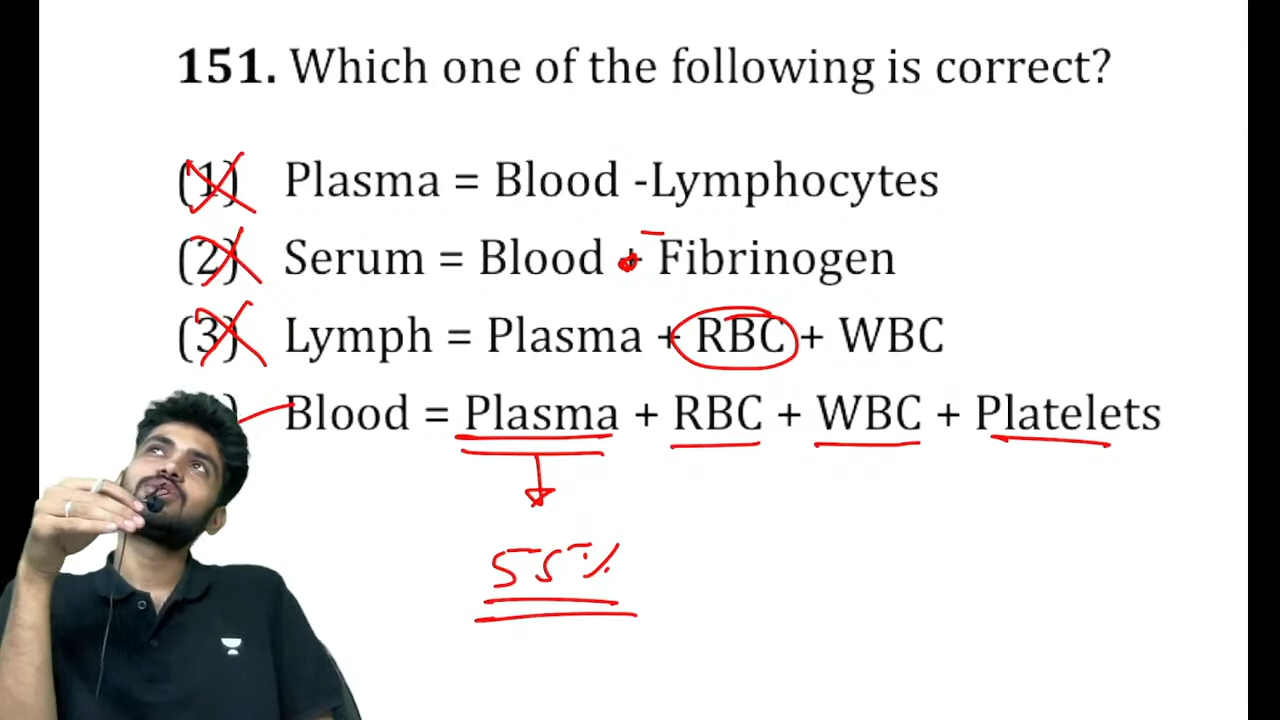 151. Which one of the following is correct?
(1) Plasma = Blood -Lymphocytes
(2) Serum = Blood + Fibrinogen
(3) Lymph = Plasma + RBC + WBC
Blood = Plasma + RBC + WBC + Platelets
55%